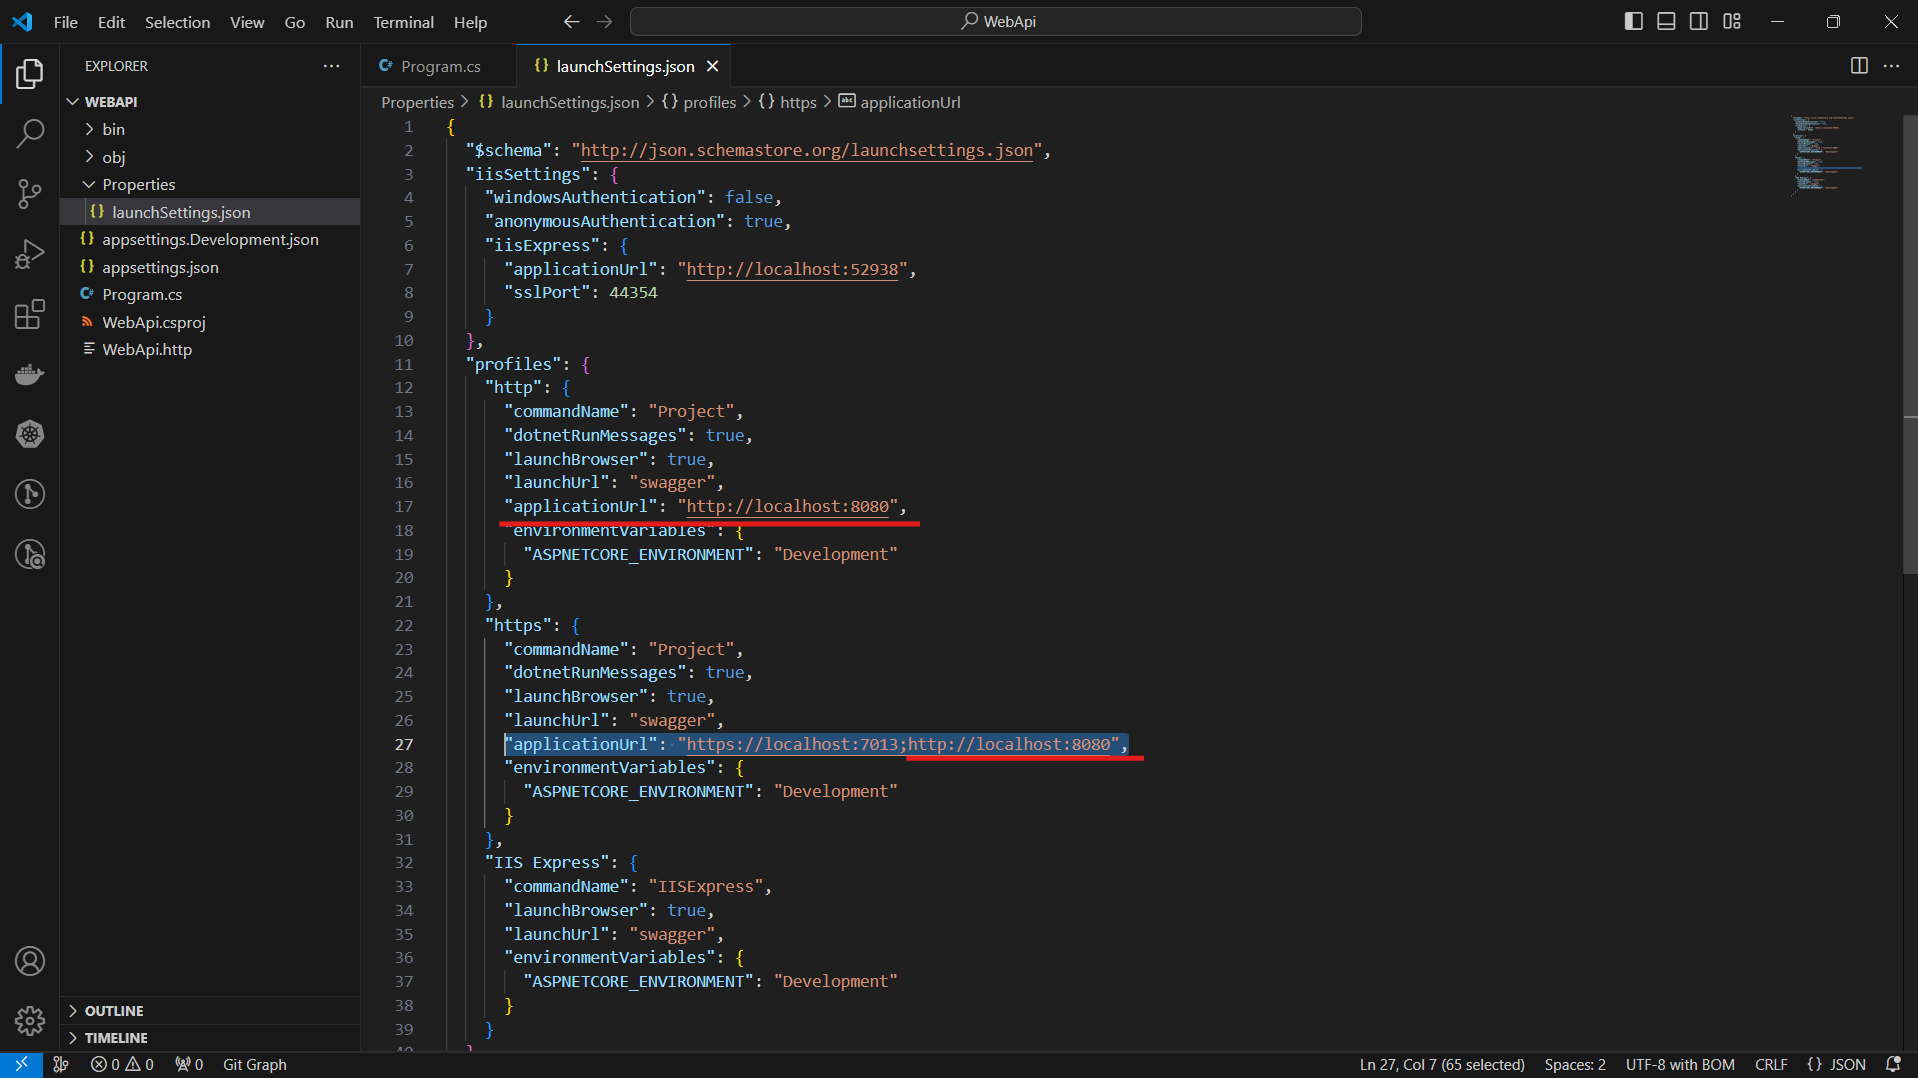 File Edit Selection View Go Run Terminal Help
WebApi
EXPLORER
Program.cs
launchSettings.json
WEBAPI
bin
obj
Properties
launchSettings.json
appsettings.Development.json
appsettings.json
Program.cs
WebApi.csproj
WebApi.http
OUTLINE
TIMELINE
Properties > {} launchSettings.json > {} profiles > {} https > abc applicationUrl
1 {
2 "$schema": "http://json.schemastore.org/launchsettings.json",
3 "iisSettings": {
4 "windowsAuthentication": false,
5 "anonymousAuthentication": true,
6 "iisExpress": {
7 "applicationUrl": "http://localhost:52938",
8 "sslPort": 44354
9 }
10 },
11 "profiles": {
12 "http": {
13 "commandName": "Project",
14 "dotnetRunMessages": true,
15 "launchBrowser": true,
16 "launchUrl": "swagger",
17 "applicationUrl": "http://localhost:8080",
18 "environmentVariables": {
19 "ASPNETCORE_ENVIRONMENT": "Development"
20 }
21 },
22 "https": {
23 "commandName": "Project",
24 "dotnetRunMessages": true,
25 "launchBrowser": true,
26 "launchUrl": "swagger",
27 "applicationUrl": "https://localhost:7013;http://localhost:8080",
28 "environmentVariables": {
29 "ASPNETCORE_ENVIRONMENT": "Development"
30 }
31 },
32 "IIS Express": {
33 "commandName": "IISExpress",
34 "launchBrowser": true,
35 "launchUrl": "swagger",
36 "environmentVariables": {
37 "ASPNETCORE_ENVIRONMENT": "Development"
38 }
39 }
0 0 0 Git Graph Ln 27, Col 7 (65 selected) Spaces: 2 UTF-8 with BOM CRLF {} JSON